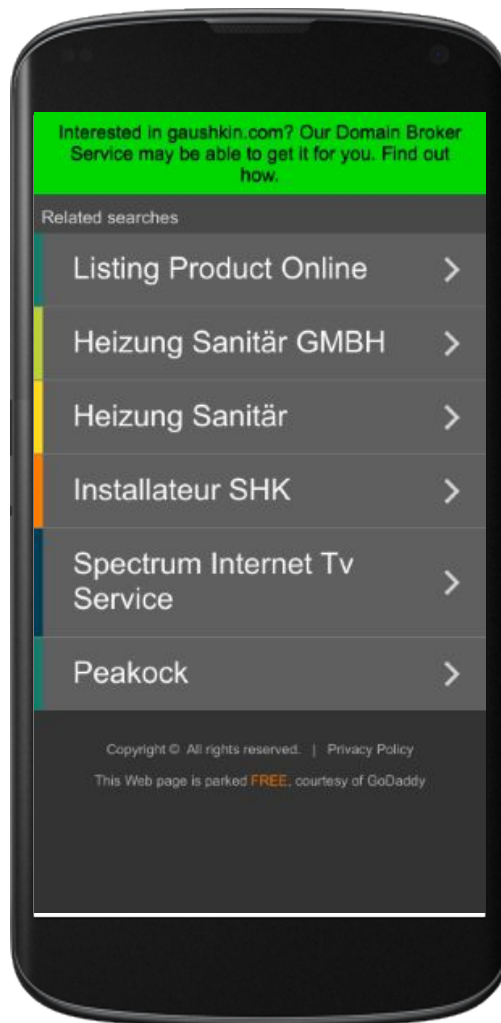 Interested in gaushkin.com? Our Domain Broker
Service may be able to get it for you. Find out
how.
Related searches
Listing Product Online
Heizung Sanitär GMBH
Heizung Sanitär
Installateur SHK
Spectrum Internet Tv
Service
Peakock
Copyright © All rights reserved. | Privacy Policy
This Web page is parked FREE, courtesy of GoDaddy